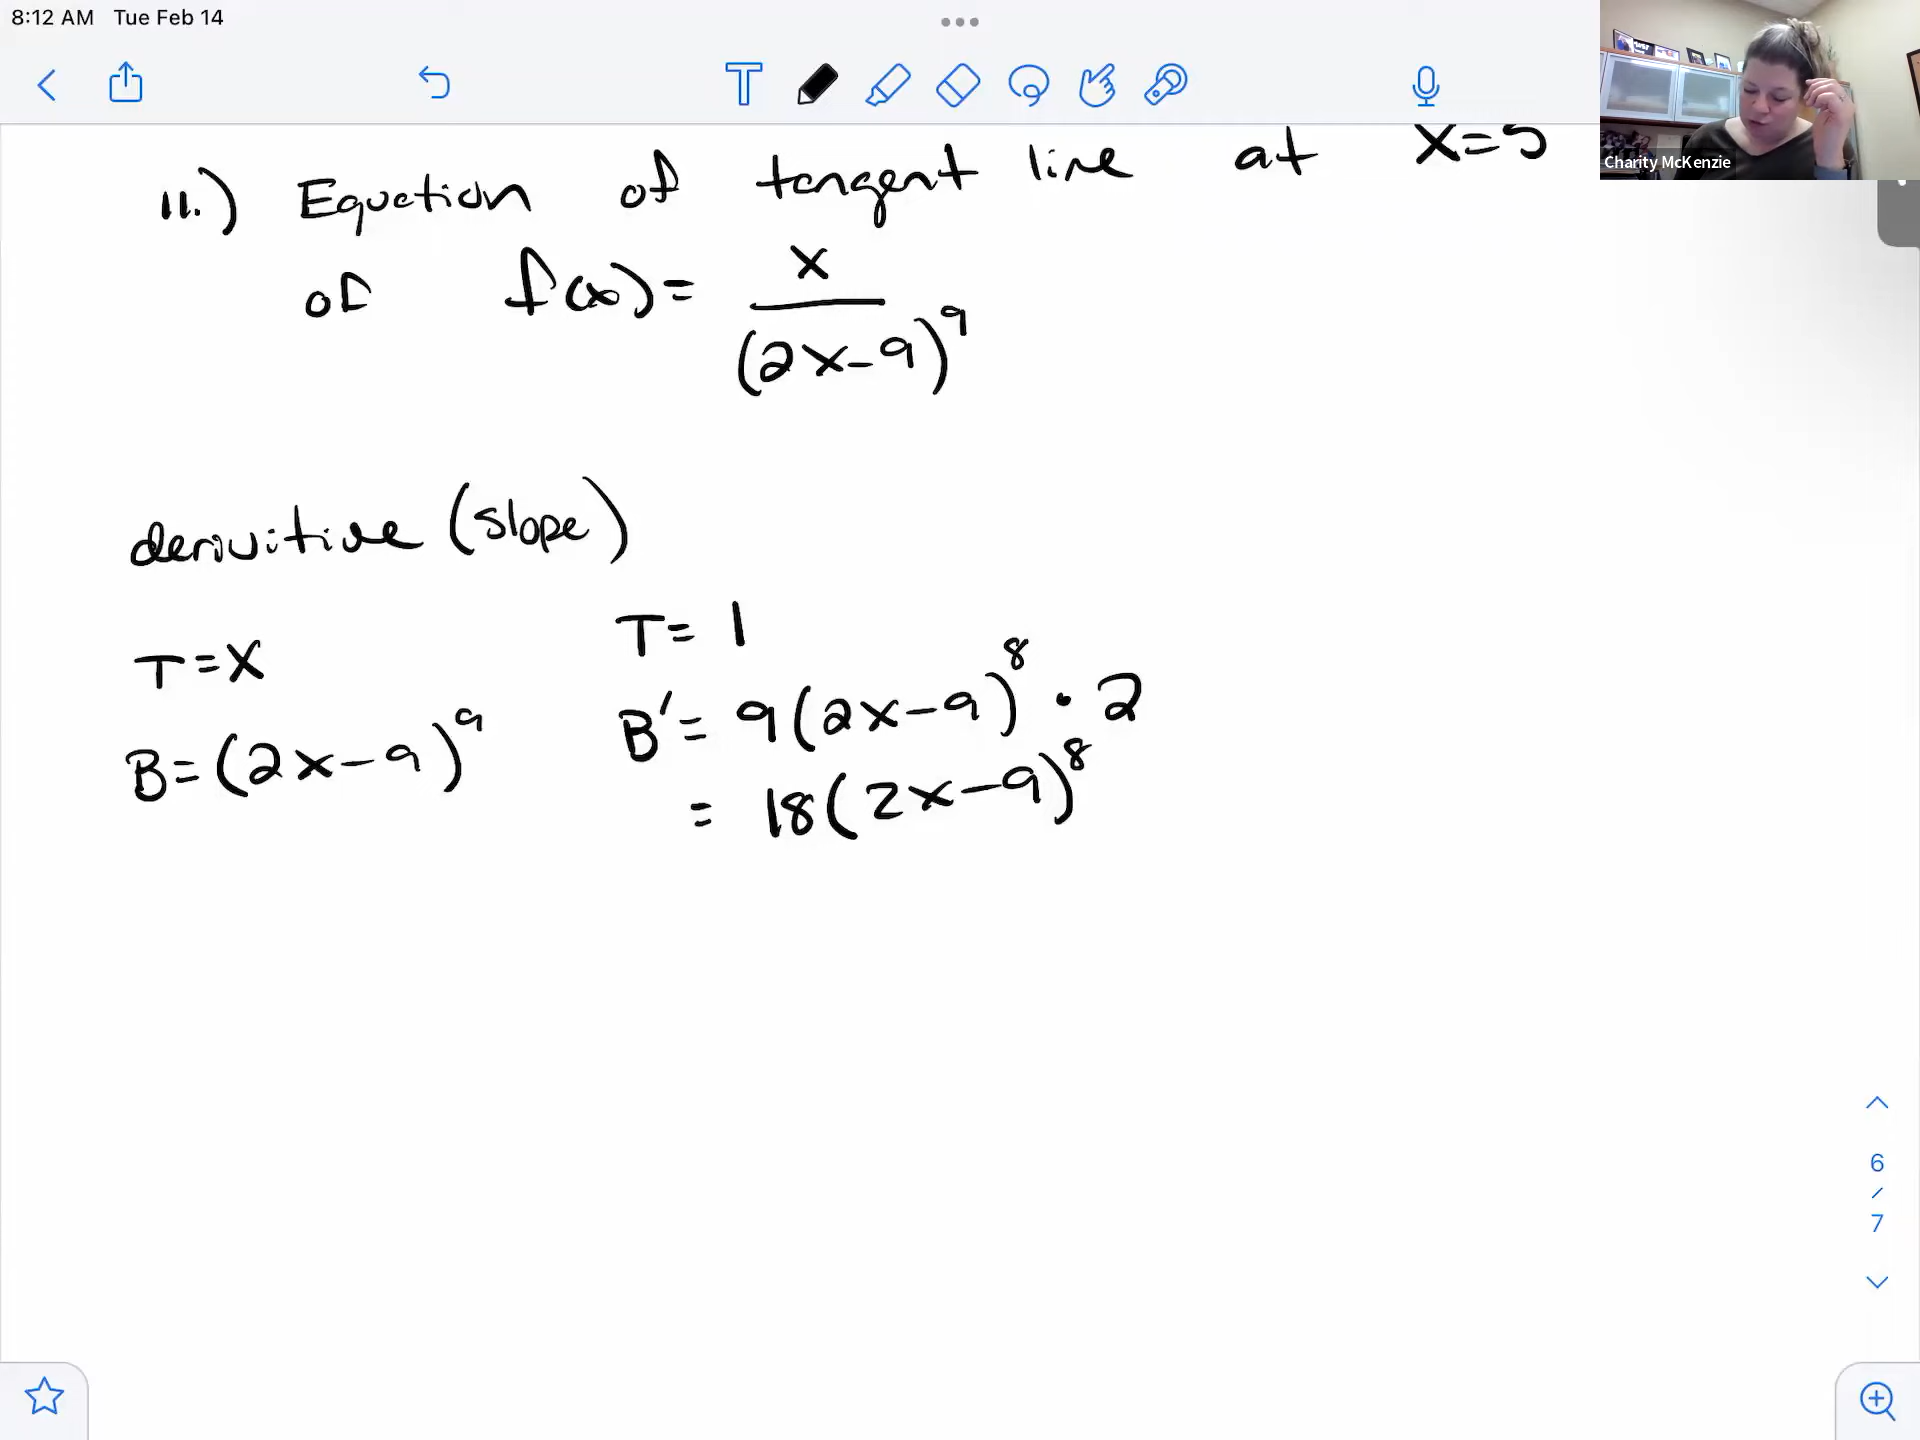 8:12 AM Tue Feb 14
T
Charity McKenzie
11.) Equation of tangent line at x=5
of f(x)= x/(2x-9)^9
derivitive (slope)
T=x
T= 1
B=(2x-9)^9
B'= 9(2x-9)^8 · 2
= 18(2x-9)^8
6
/
7